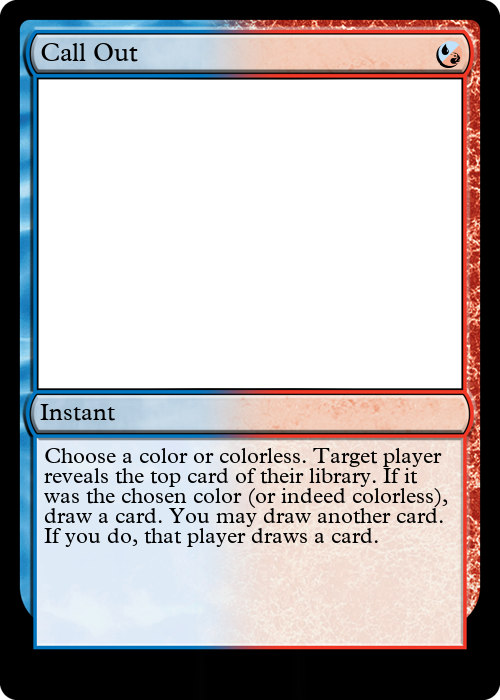 Call Out
Instant
Choose a color or colorless. Target player
reveals the top card of their library. If it
was the chosen color (or indeed colorless),
draw a card. You may draw another card.
If you do, that player draws a card.